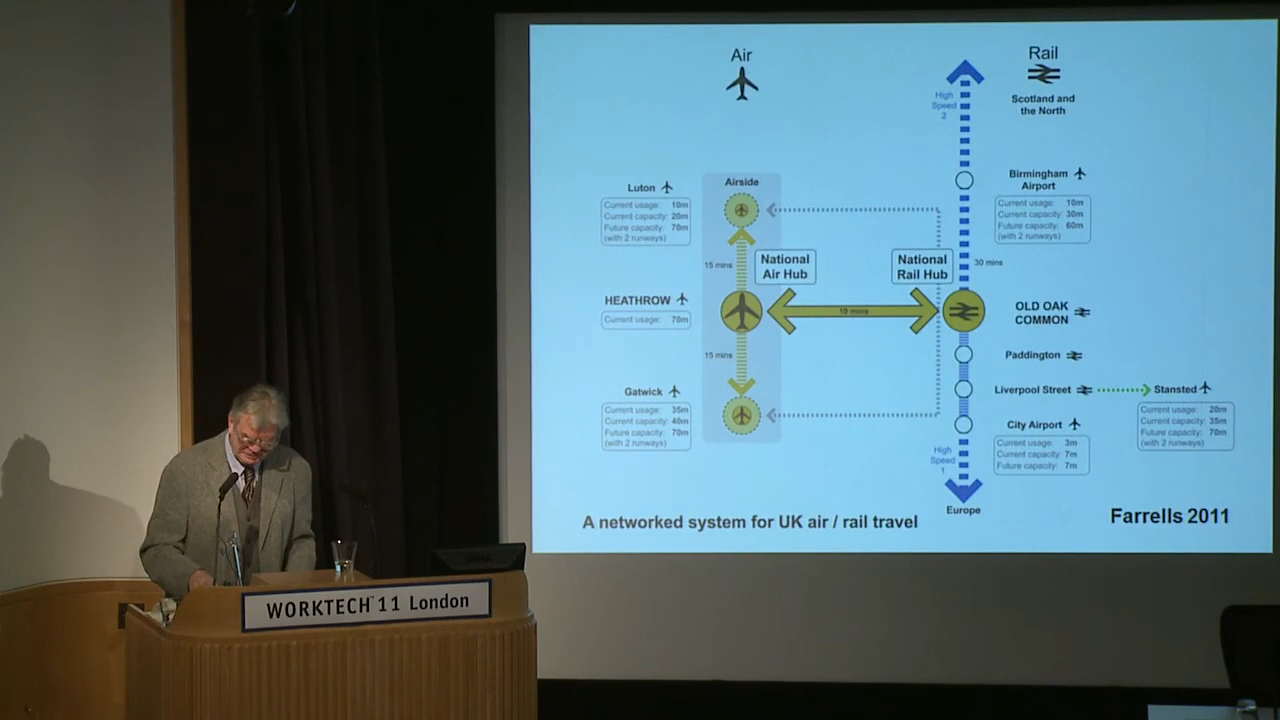 Air
Rail
Scotland and
the North
High
Speed
2
Airside
Luton
Current usage: 10m
Current capacity: 20m
Future capacity: 70m
(with 2 runways)
Birmingham
Airport
Current usage: 10m
Current capacity: 30m
Future capacity: 60m
(with 2 runways)
15 mins
National
Air Hub
National
Rail Hub
30 mins
HEATHROW
Current usage: 70m
10 mins
OLD OAK
COMMON
15 mins
Paddington
Gatwick
Current usage: 35m
Current capacity: 40m
Future capacity: 70m
(with 2 runways)
Liverpool Street
Stansted
Current usage: 20m
Current capacity: 35m
Future capacity: 70m
(with 2 runways)
City Airport
Current usage: 3m
Current capacity: 7m
Future capacity: 7m
High
Speed
1
Europe
A networked system for UK air / rail travel
Farrells 2011
WORKTECH™ 11 London